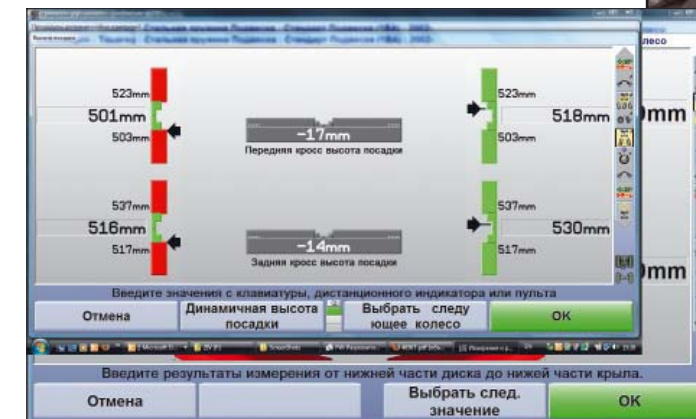 лесо
523mm
501mm
503mm
523mm
518mm
503mm
-17mm
Передняя кросс высота посадки
mm
537mm
516mm
517mm
537mm
530mm
517mm
-14mm
Задняя кросс высота посадки
mm
Введите значения с клавиатуры, дистанционного индикатора или пульта
Отмена
Динамичная высота
посадки
Выбрать следу
ющее колесо
OK
Введите результаты измерения от нижней части диска до нижей части крыла.
Отмена
Выбрать след.
значение
OK